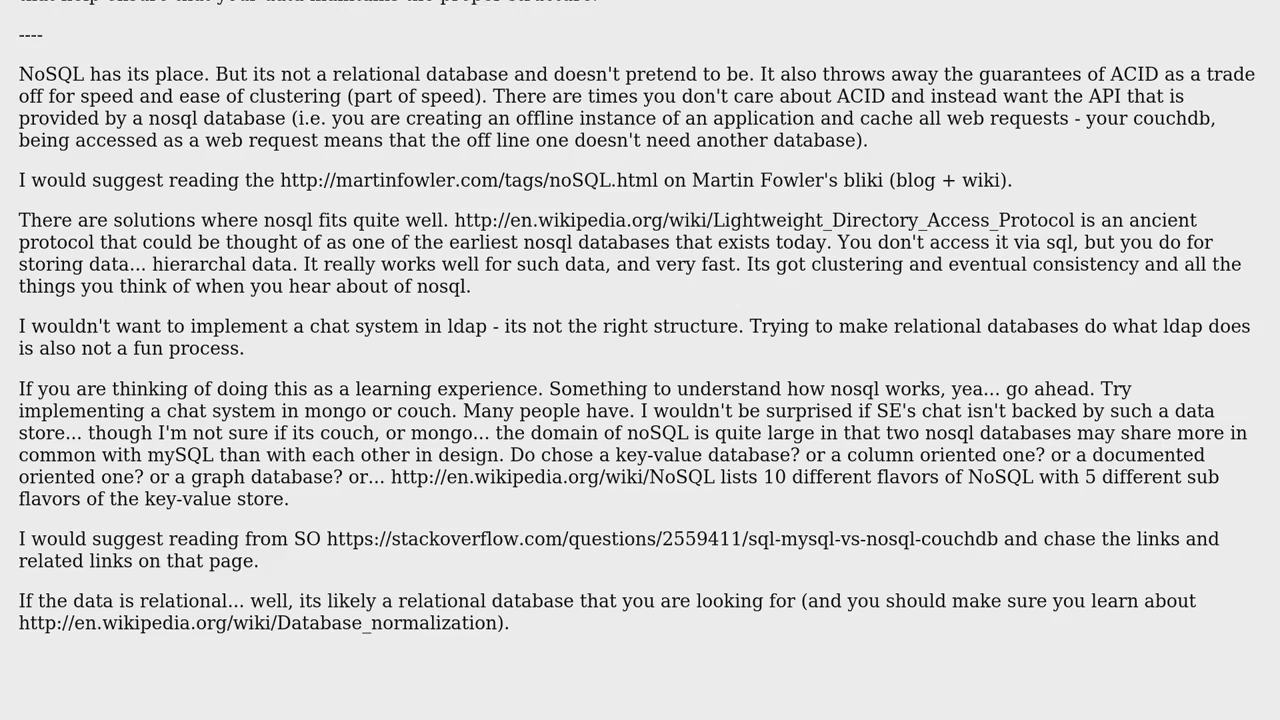 that help ensure that your data maintains the proper structure.
----
NoSQL has its place. But its not a relational database and doesn't pretend to be. It also throws away the guarantees of ACID as a trade
off for speed and ease of clustering (part of speed). There are times you don't care about ACID and instead want the API that is
provided by a nosql database (i.e. you are creating an offline instance of an application and cache all web requests - your couchdb,
being accessed as a web request means that the off line one doesn't need another database).
I would suggest reading the http://martinfowler.com/tags/noSQL.html on Martin Fowler's bliki (blog + wiki).
There are solutions where nosql fits quite well. http://en.wikipedia.org/wiki/Lightweight_Directory_Access_Protocol is an ancient
protocol that could be thought of as one of the earliest nosql databases that exists today. You don't access it via sql, but you do for
storing data... hierarchal data. It really works well for such data, and very fast. Its got clustering and eventual consistency and all the
things you think of when you hear about of nosql.
I wouldn't want to implement a chat system in ldap - its not the right structure. Trying to make relational databases do what ldap does
is also not a fun process.
If you are thinking of doing this as a learning experience. Something to understand how nosql works, yea... go ahead. Try
implementing a chat system in mongo or couch. Many people have. I wouldn't be surprised if SE's chat isn't backed by such a data
store... though I'm not sure if its couch, or mongo... the domain of noSQL is quite large in that two nosql databases may share more in
common with mySQL than with each other in design. Do chose a key-value database? or a column oriented one? or a documented
oriented one? or a graph database? or... http://en.wikipedia.org/wiki/NoSQL lists 10 different flavors of NoSQL with 5 different sub
flavors of the key-value store.
I would suggest reading from SO https://stackoverflow.com/questions/2559411/sql-mysql-vs-nosql-couchdb and chase the links and
related links on that page.
If the data is relational... well, its likely a relational database that you are looking for (and you should make sure you learn about
http://en.wikipedia.org/wiki/Database_normalization).